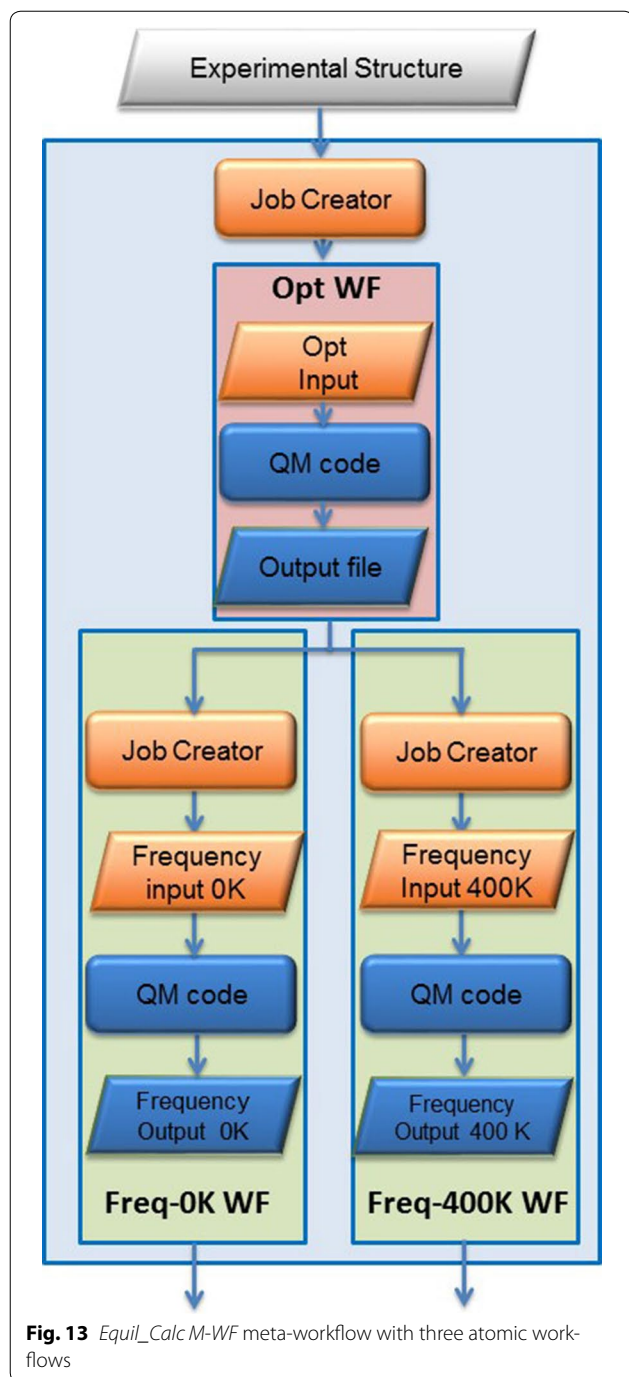 Experimental Structure
Job Creator
Opt WF
Opt
Input
QM code
Output file
Job Creator
Frequency
input 0K
QM code
Frequency
Output 0K
Freq-0K WF
Job Creator
Frequency
Input 400K
QM code
Frequency
Output 400 K
Freq-400K WF
Fig. 13 Equil_Calc M-WF meta-workflow with three atomic work-
flows